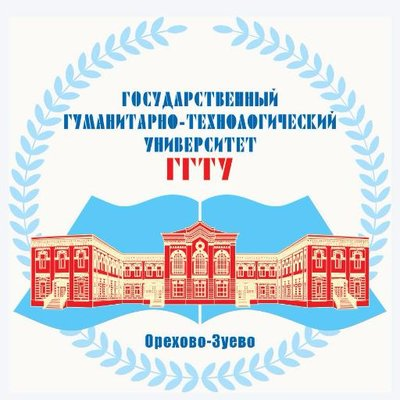 ГОСУДАРСТВЕННЫЙ
ГУМАНИТАРНО-ТЕХНОЛОГИЧЕСКИЙ
УНИВЕРСИТЕТ
ГГТУ
Орехово-Зуево